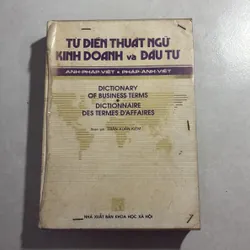 TỪ ĐIỂN THUẬT NGỮ
KINH DOANH và ĐẦU TƯ
ANH-PHÁP-VIỆT • PHÁP-ANH-VIỆT
DICTIONARY
OF BUSINESS TERMS
DICTIONNAIRE
DES TERMES D'AFFAIRES
NHÀ XUẤT BẢN KHOA HỌC XÃ HỘI